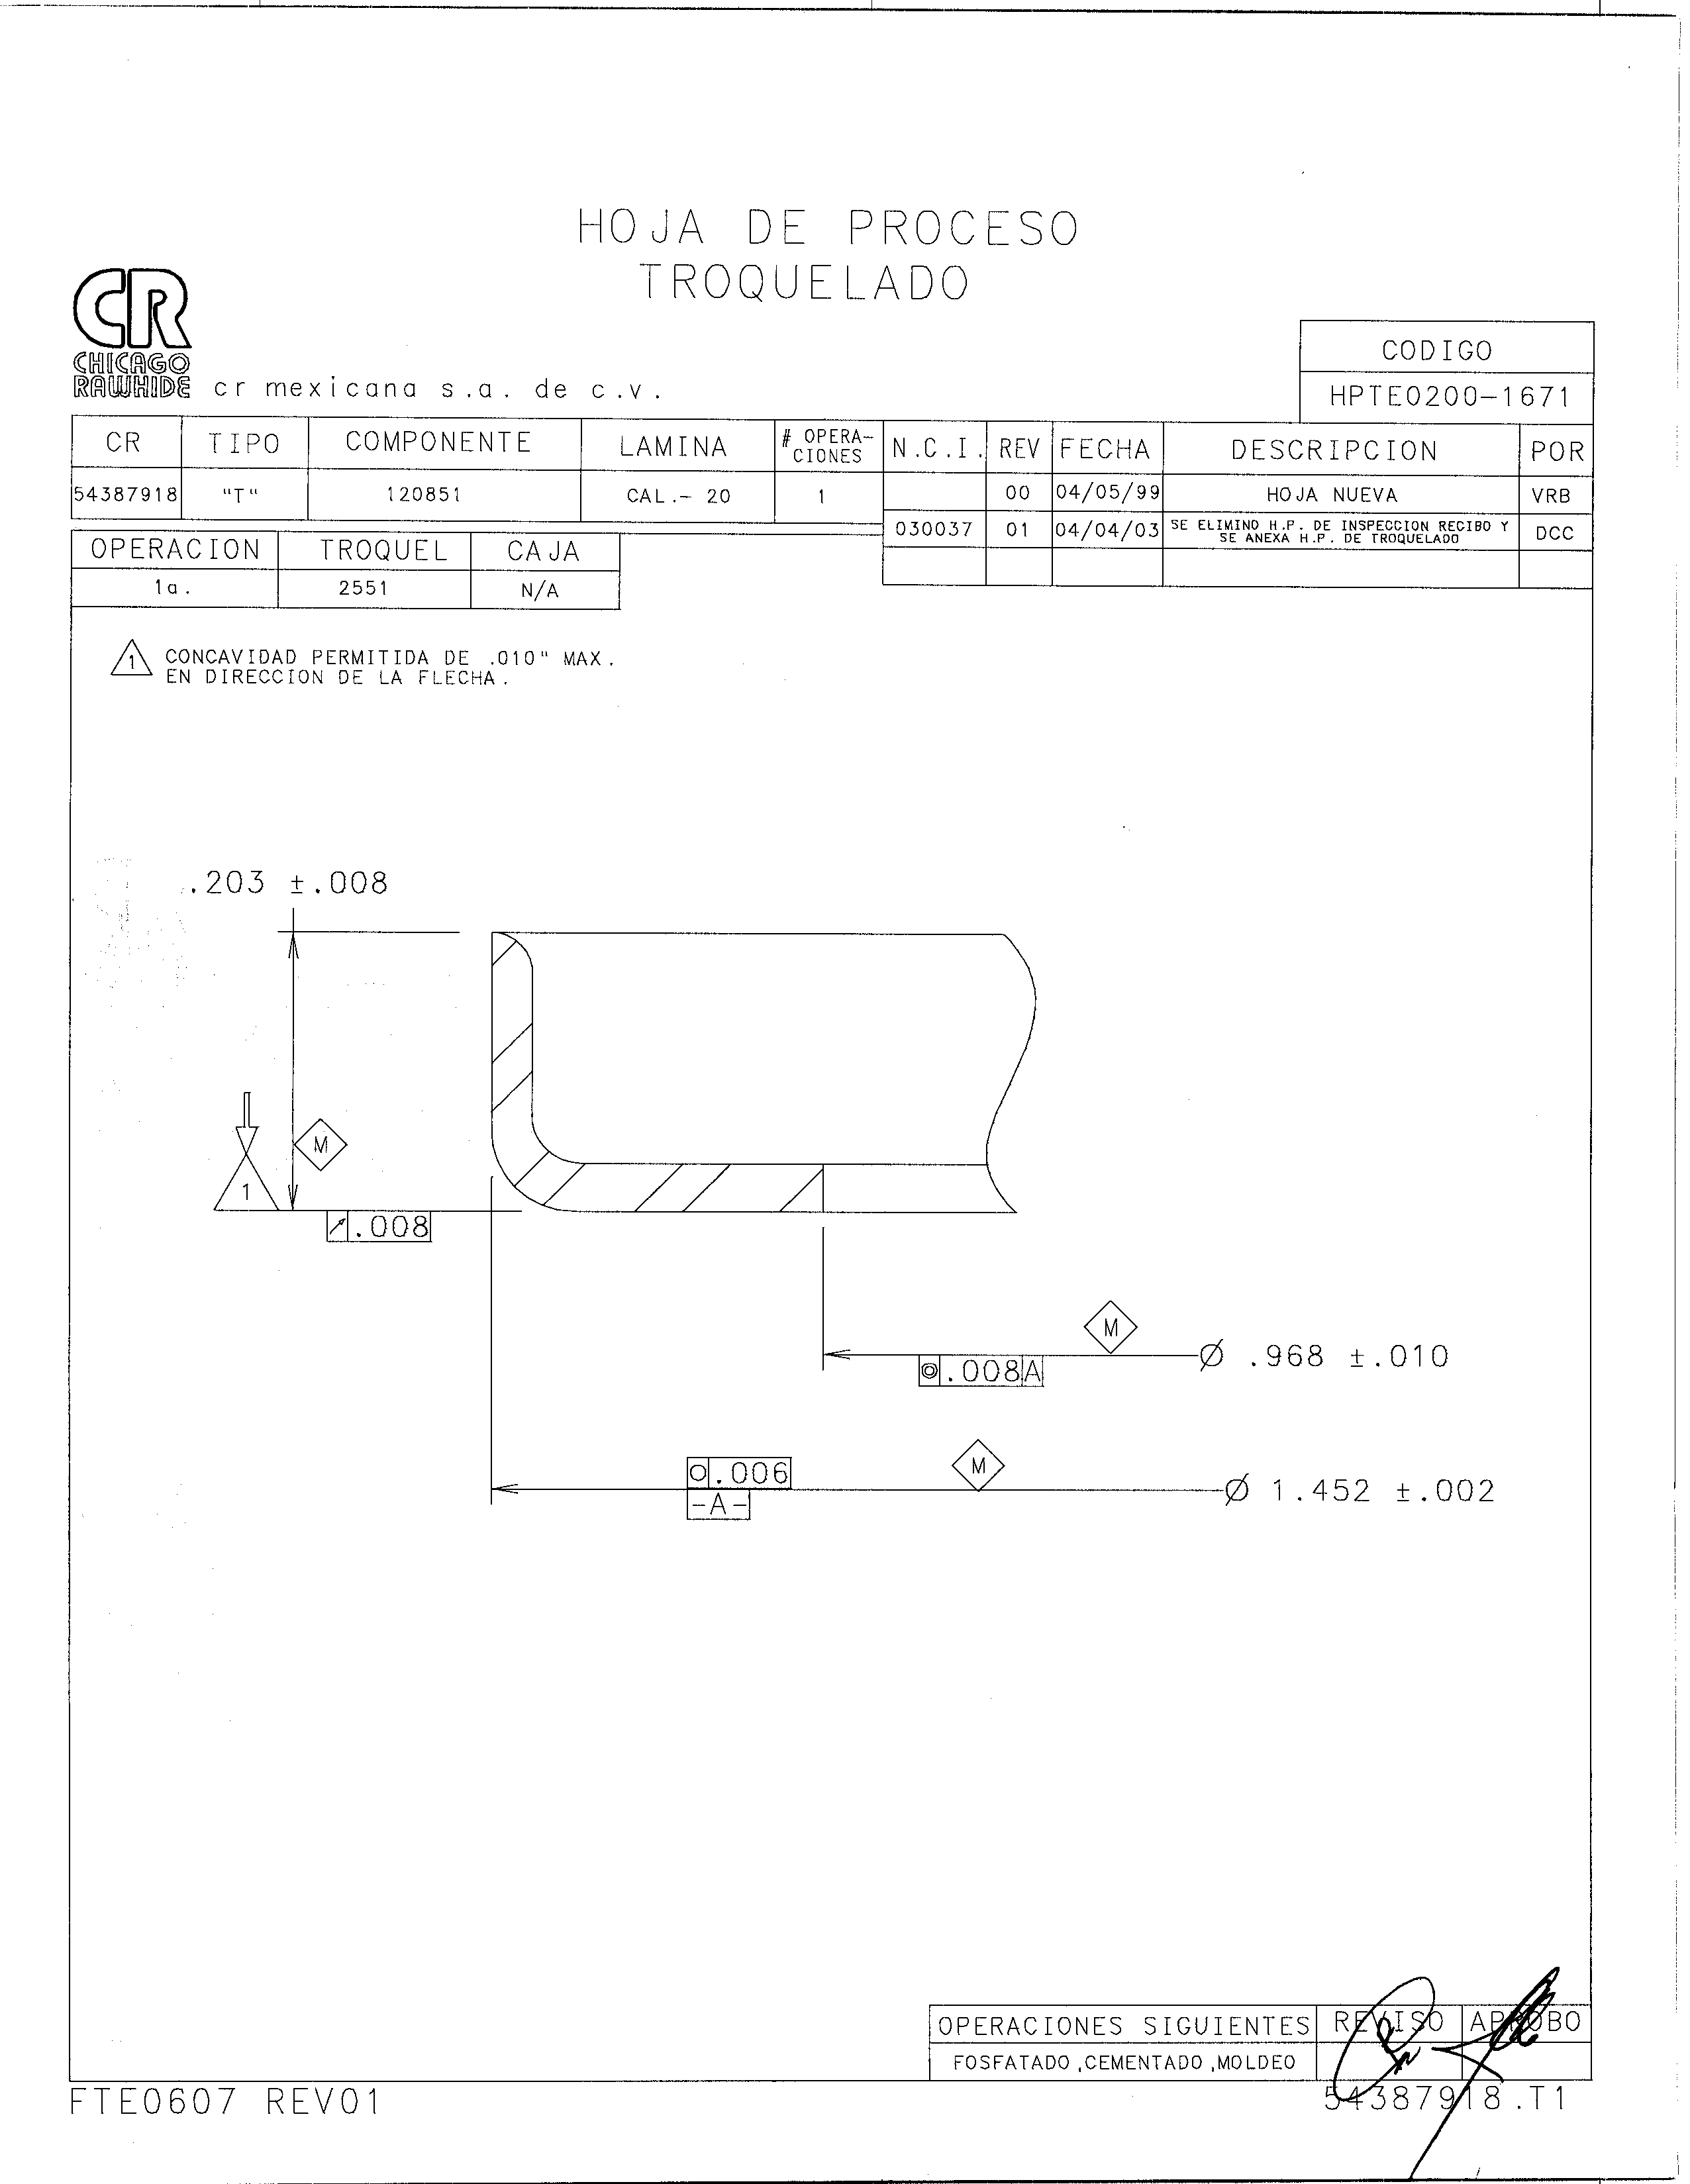 HOJA DE PROCESO
TROQUELADO
CR
CHICAGO
RAWHIDE cr mexicana s.a. de c.v.
CODIGO
HPTE0200-1671
CR TIPO COMPONENTE LAMINA # OPERA-CIONES N.C.I. REV FECHA DESCRIPCION POR
54387918 "T" 120851 CAL.- 20 1 00 04/05/99 HOJA NUEVA VRB
030037 01 04/04/03 SE ELIMINO H.P. DE INSPECCION RECIBO Y
SE ANEXA H.P. DE TROQUELADO DCC
OPERACION TROQUEL CAJA
1a. 2551 N/A
1 CONCAVIDAD PERMITIDA DE .010" MAX.
EN DIRECCION DE LA FLECHA.
.203 ±.008
M
1
.008
M
Ø .968 ±.010
.008 A
M
.006
Ø 1.452 ±.002
-A-
OPERACIONES SIGUIENTES REVISO APROBO
FOSFATADO,CEMENTADO,MOLDEO
FTE0607 REV01
54387918.T1